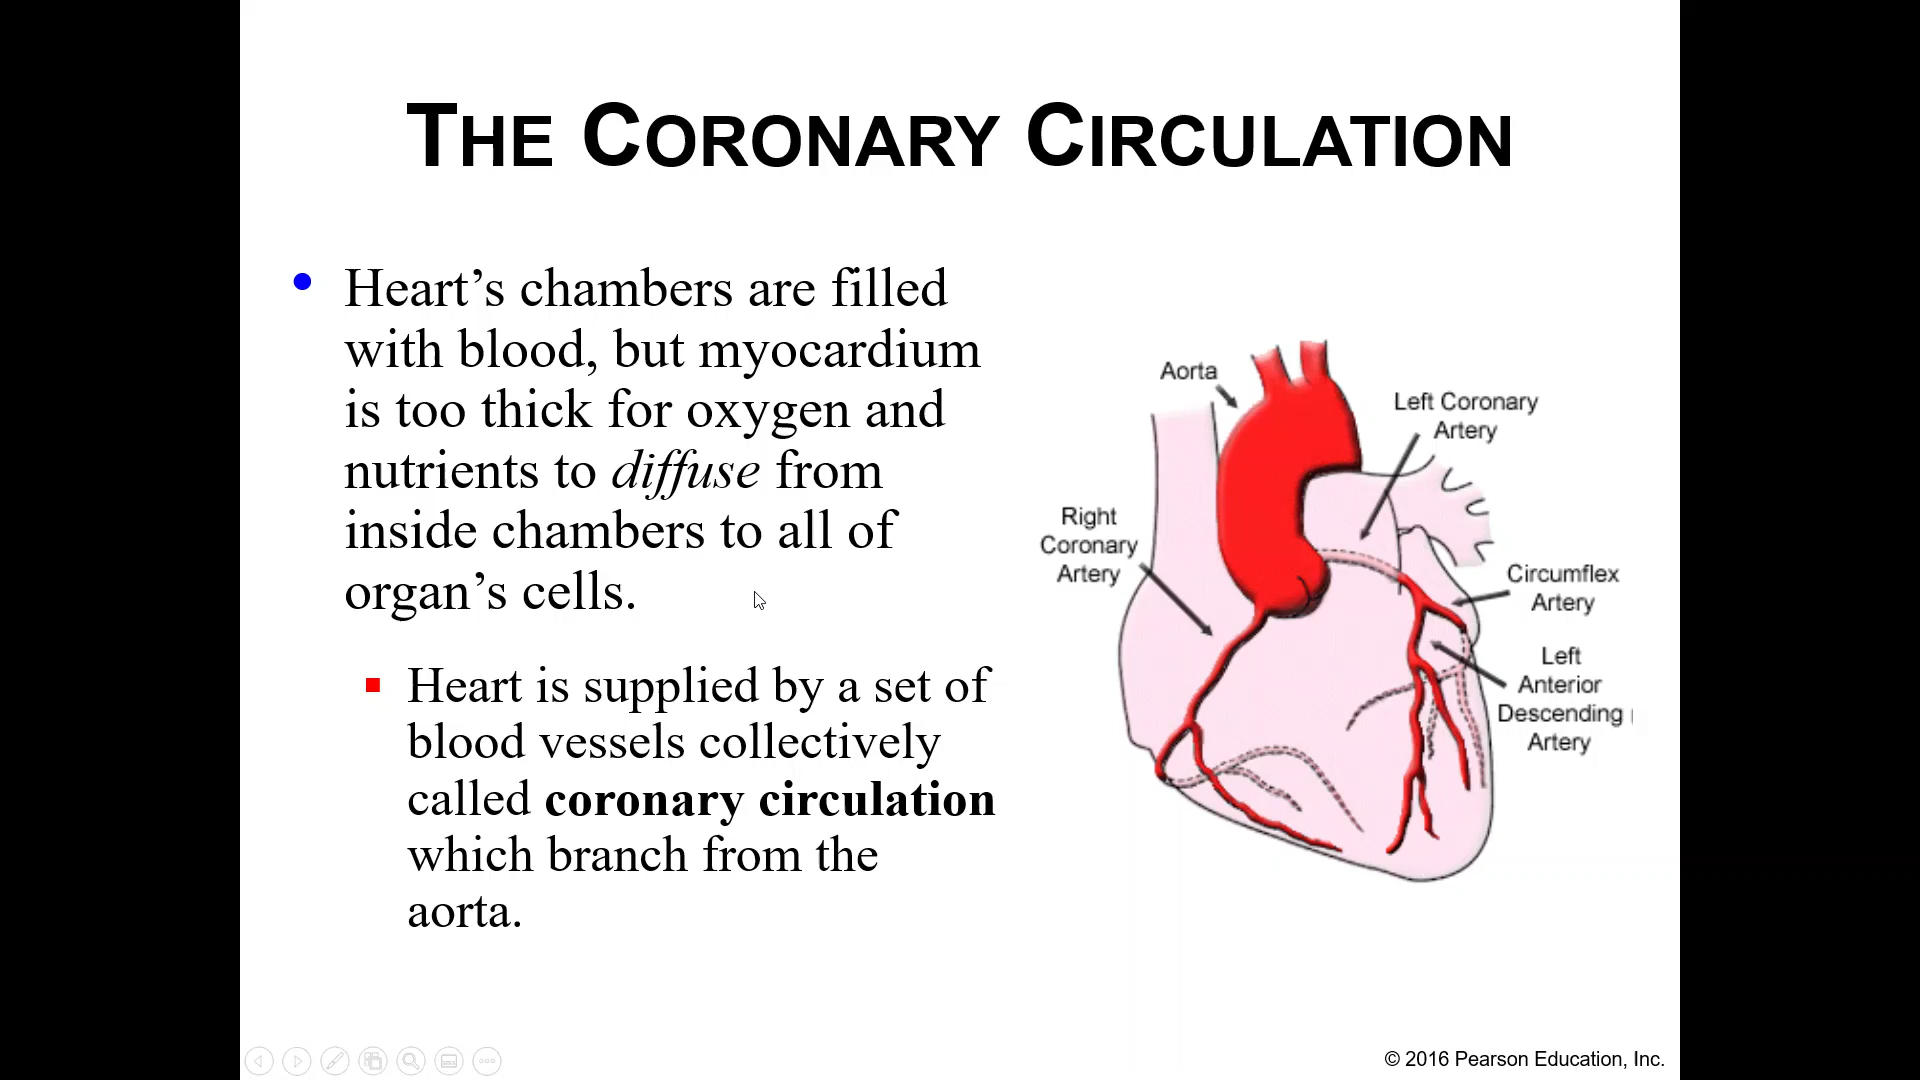 THE CORONARY CIRCULATION
Heart’s chambers are filled
with blood, but myocardium
is too thick for oxygen and
nutrients to diffuse from
inside chambers to all of
organ’s cells.
Heart is supplied by a set of
blood vessels collectively
called coronary circulation
which branch from the
aorta.
Aorta
Left Coronary
Artery
Right
Coronary
Artery
Circumflex
Artery
Left
Anterior
Descending
Artery
© 2016 Pearson Education, Inc.